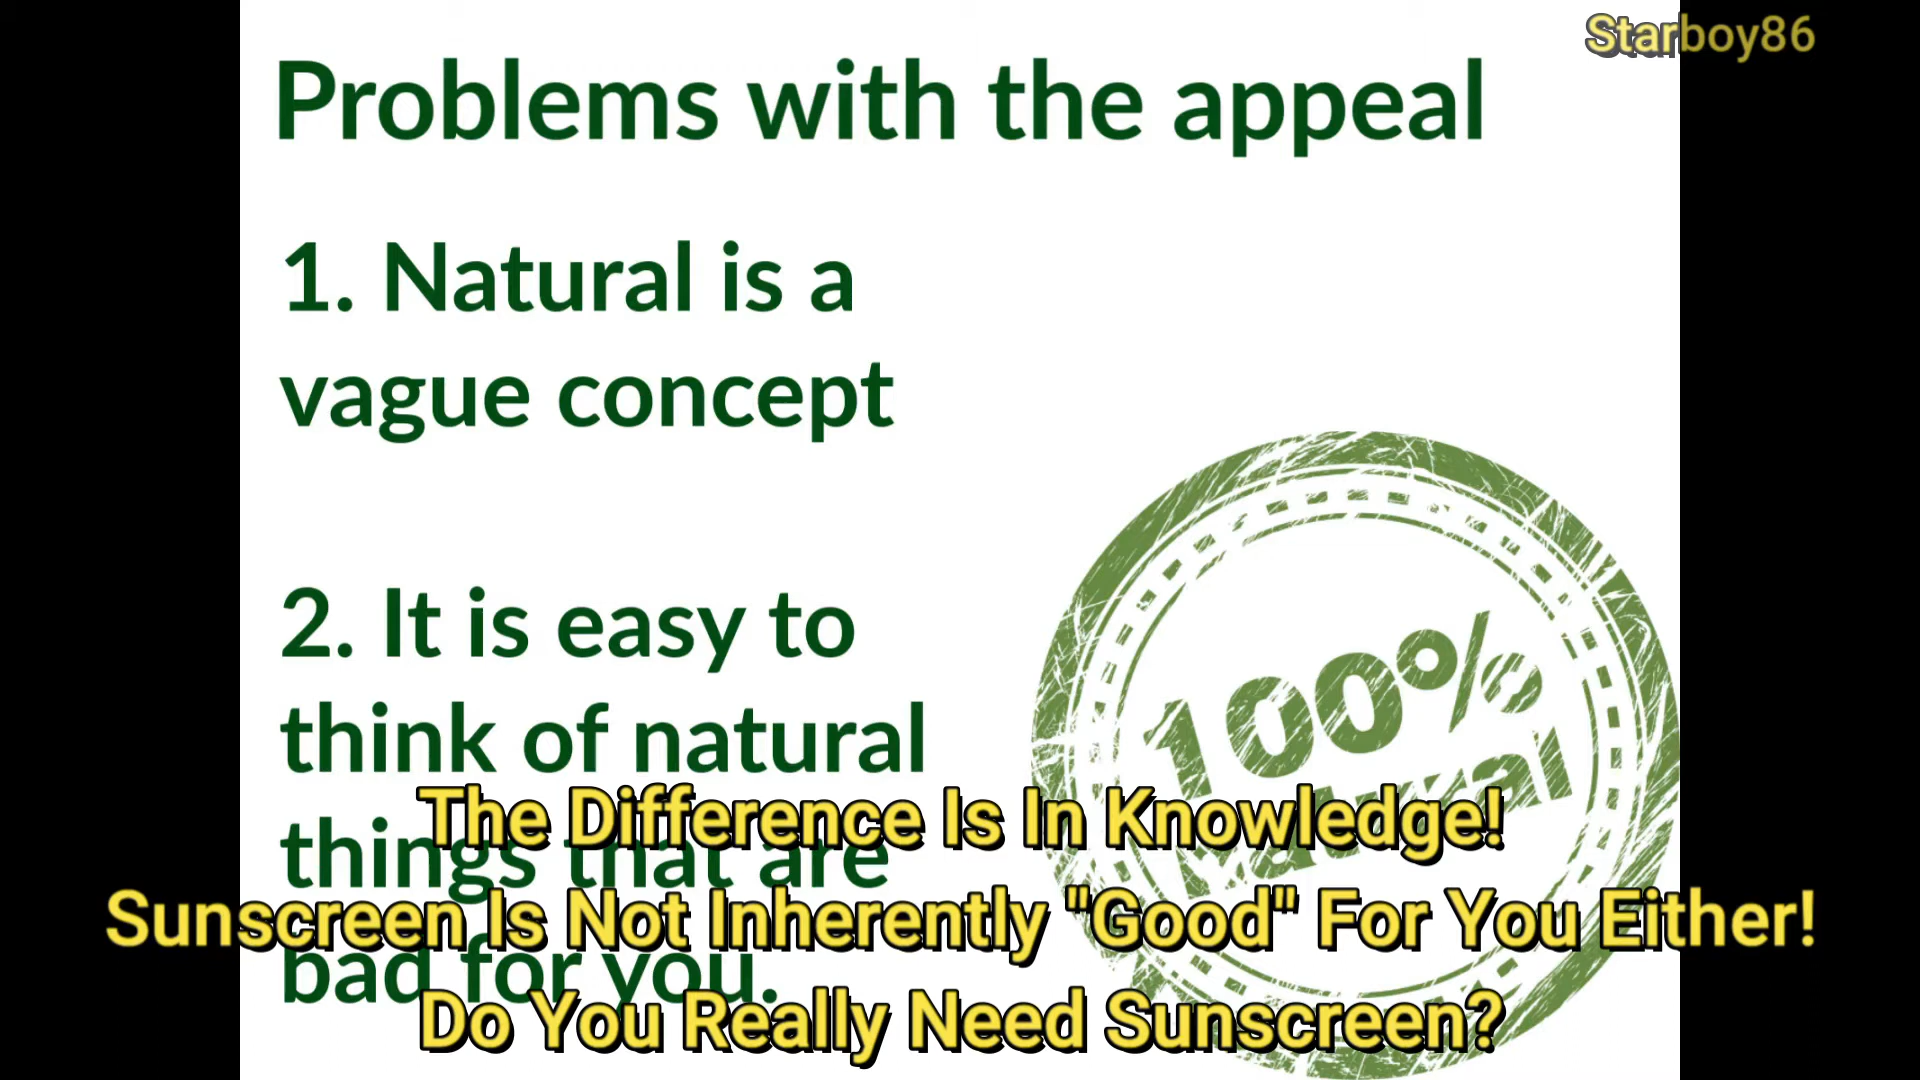 Starboy86
Problems with the appeal
1. Natural is a
vague concept
2. It is easy to
think of natural
things that are
bad for you.
100%
Natural
The Difference Is In Knowledge!
Sunscreen Is Not Inherently "Good" For You Either!
Do You Really Need Sunscreen?